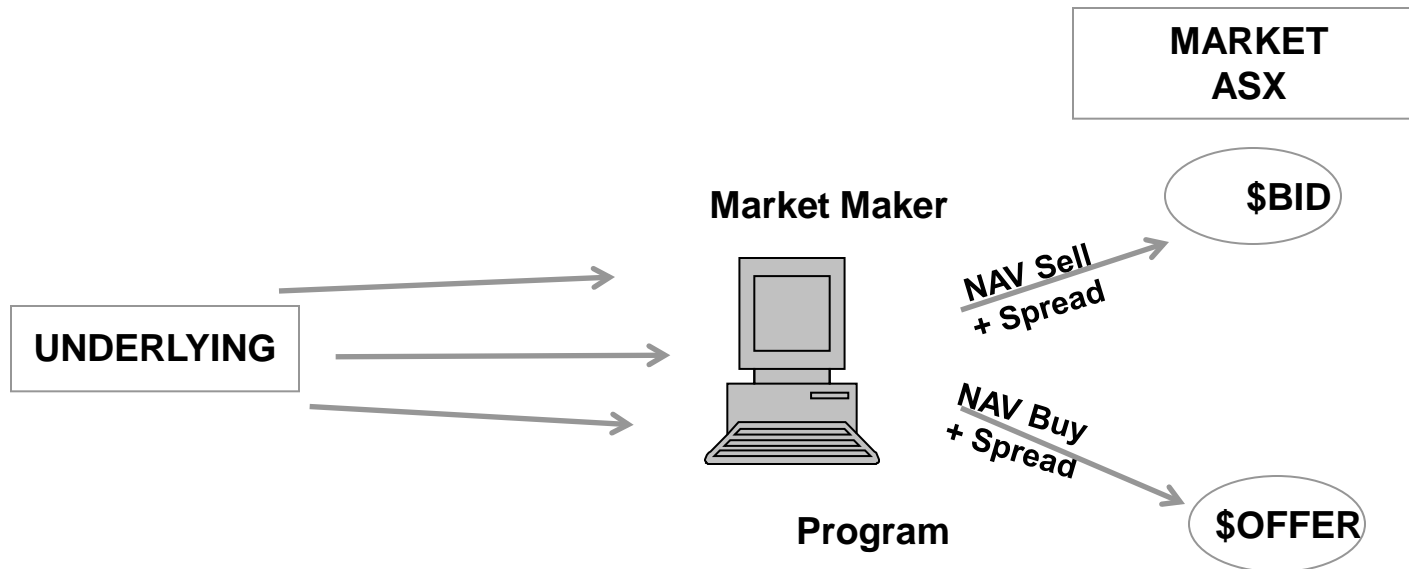 MARKET
ASX
$BID
Market Maker
NAV Sell
+ Spread
UNDERLYING
NAV Buy
+ Spread
$OFFER
Program